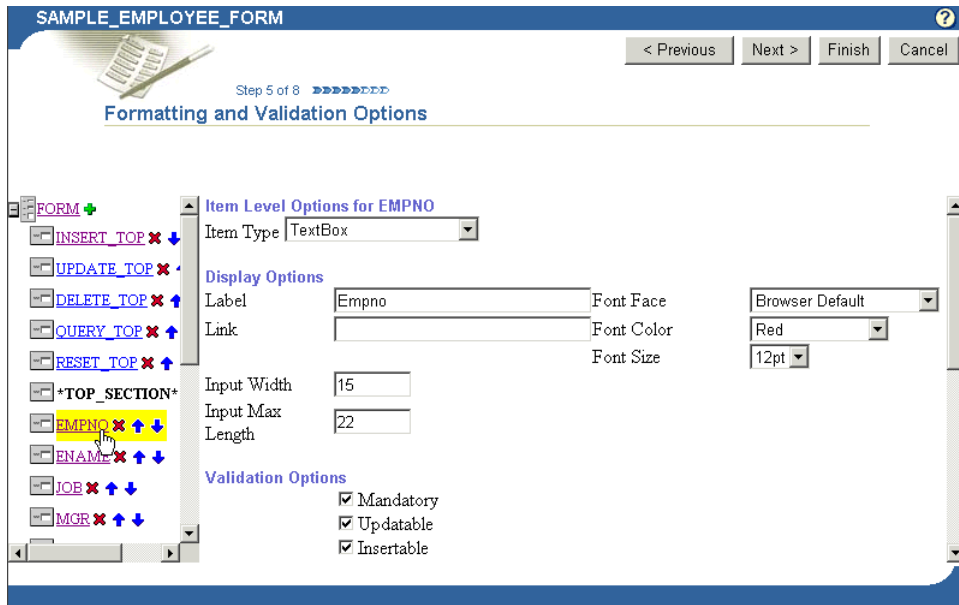 SAMPLE_EMPLOYEE_FORM
?
< Previous
Next >
Finish
Cancel
Step 5 of 8
Formatting and Validation Options
FORM
INSERT_TOP
UPDATE_TOP
DELETE_TOP
QUERY_TOP
RESET_TOP
*TOP_SECTION*
EMPNO
ENAME
JOB
MGR
Item Level Options for EMPNO
Item Type TextBox
Display Options
Label Empno Font Face Browser Default
Link Font Color Red
Font Size 12pt
Input Width 15
Input Max
Length 22
Validation Options
Mandatory
Updatable
Insertable